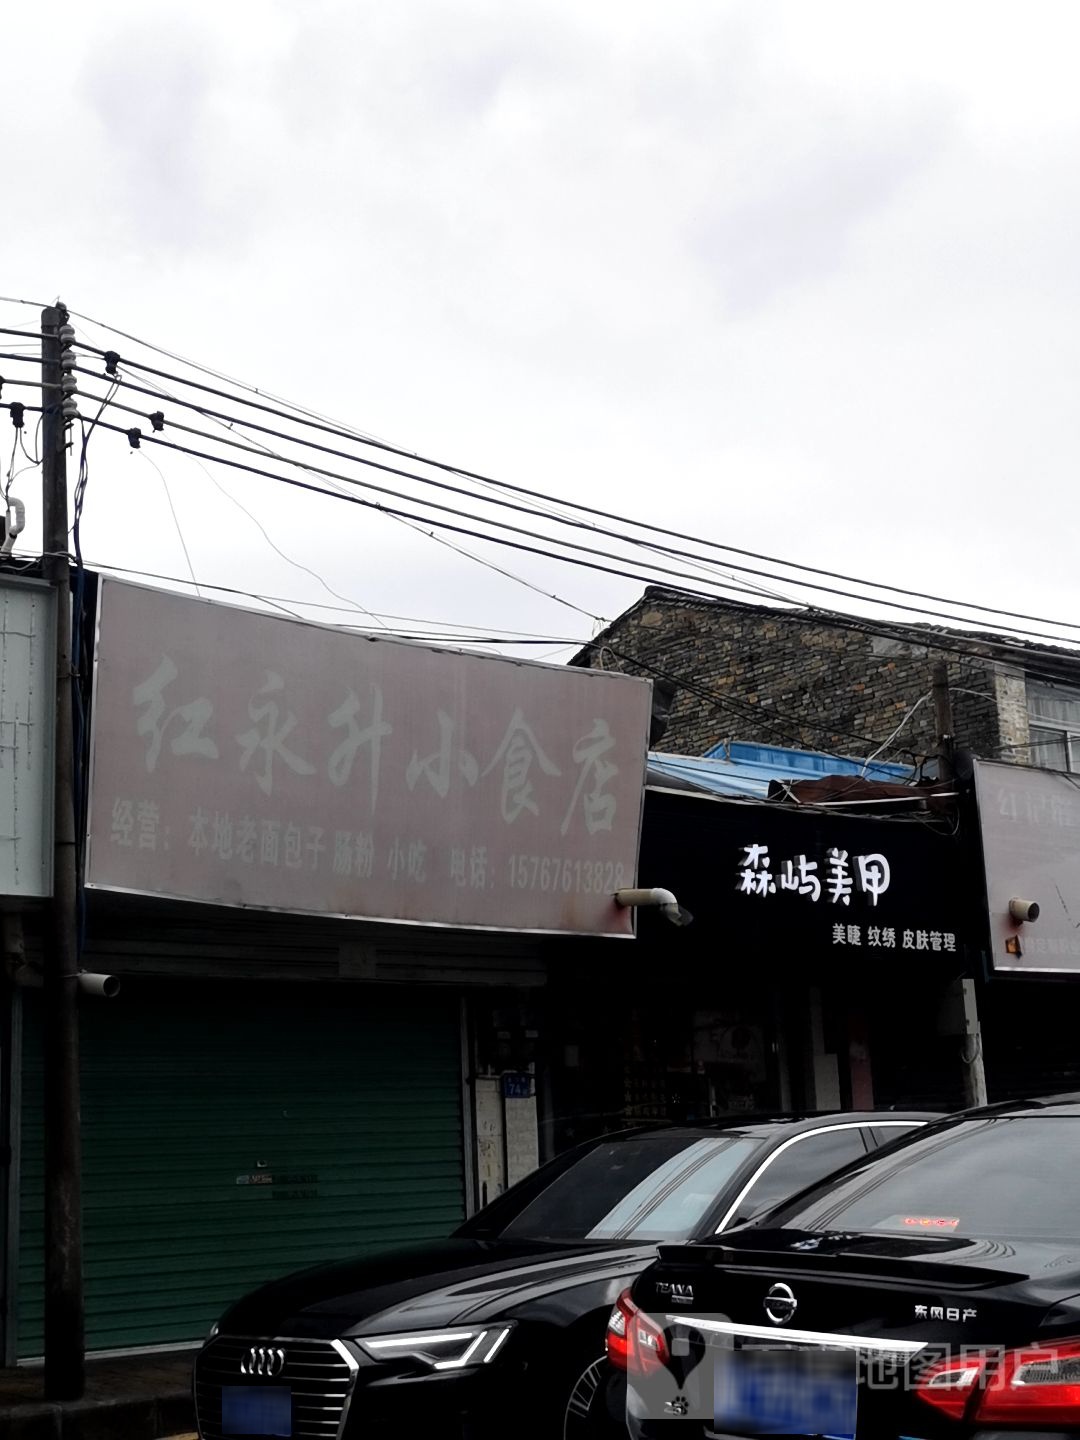 红永升小食店
经营：本地老面包子 肠粉 小吃 电话：15767613828
森屿美甲
美睫 纹绣 皮肤管理
74
TEANA
东风日产
地图用户